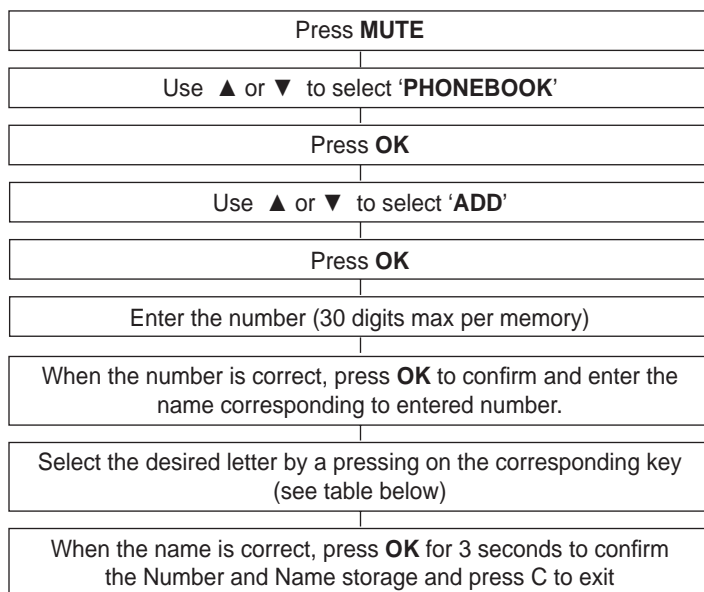 Press MUTE
Use ▲ or ▼ to select ‘PHONEBOOK’
Press OK
Use ▲ or ▼ to select ‘ADD’
Press OK
Enter the number (30 digits max per memory)
When the number is correct, press OK to confirm and enter the
name corresponding to entered number.
Select the desired letter by a pressing on the corresponding key
(see table below)
When the name is correct, press OK for 3 seconds to confirm
the Number and Name storage and press C to exit